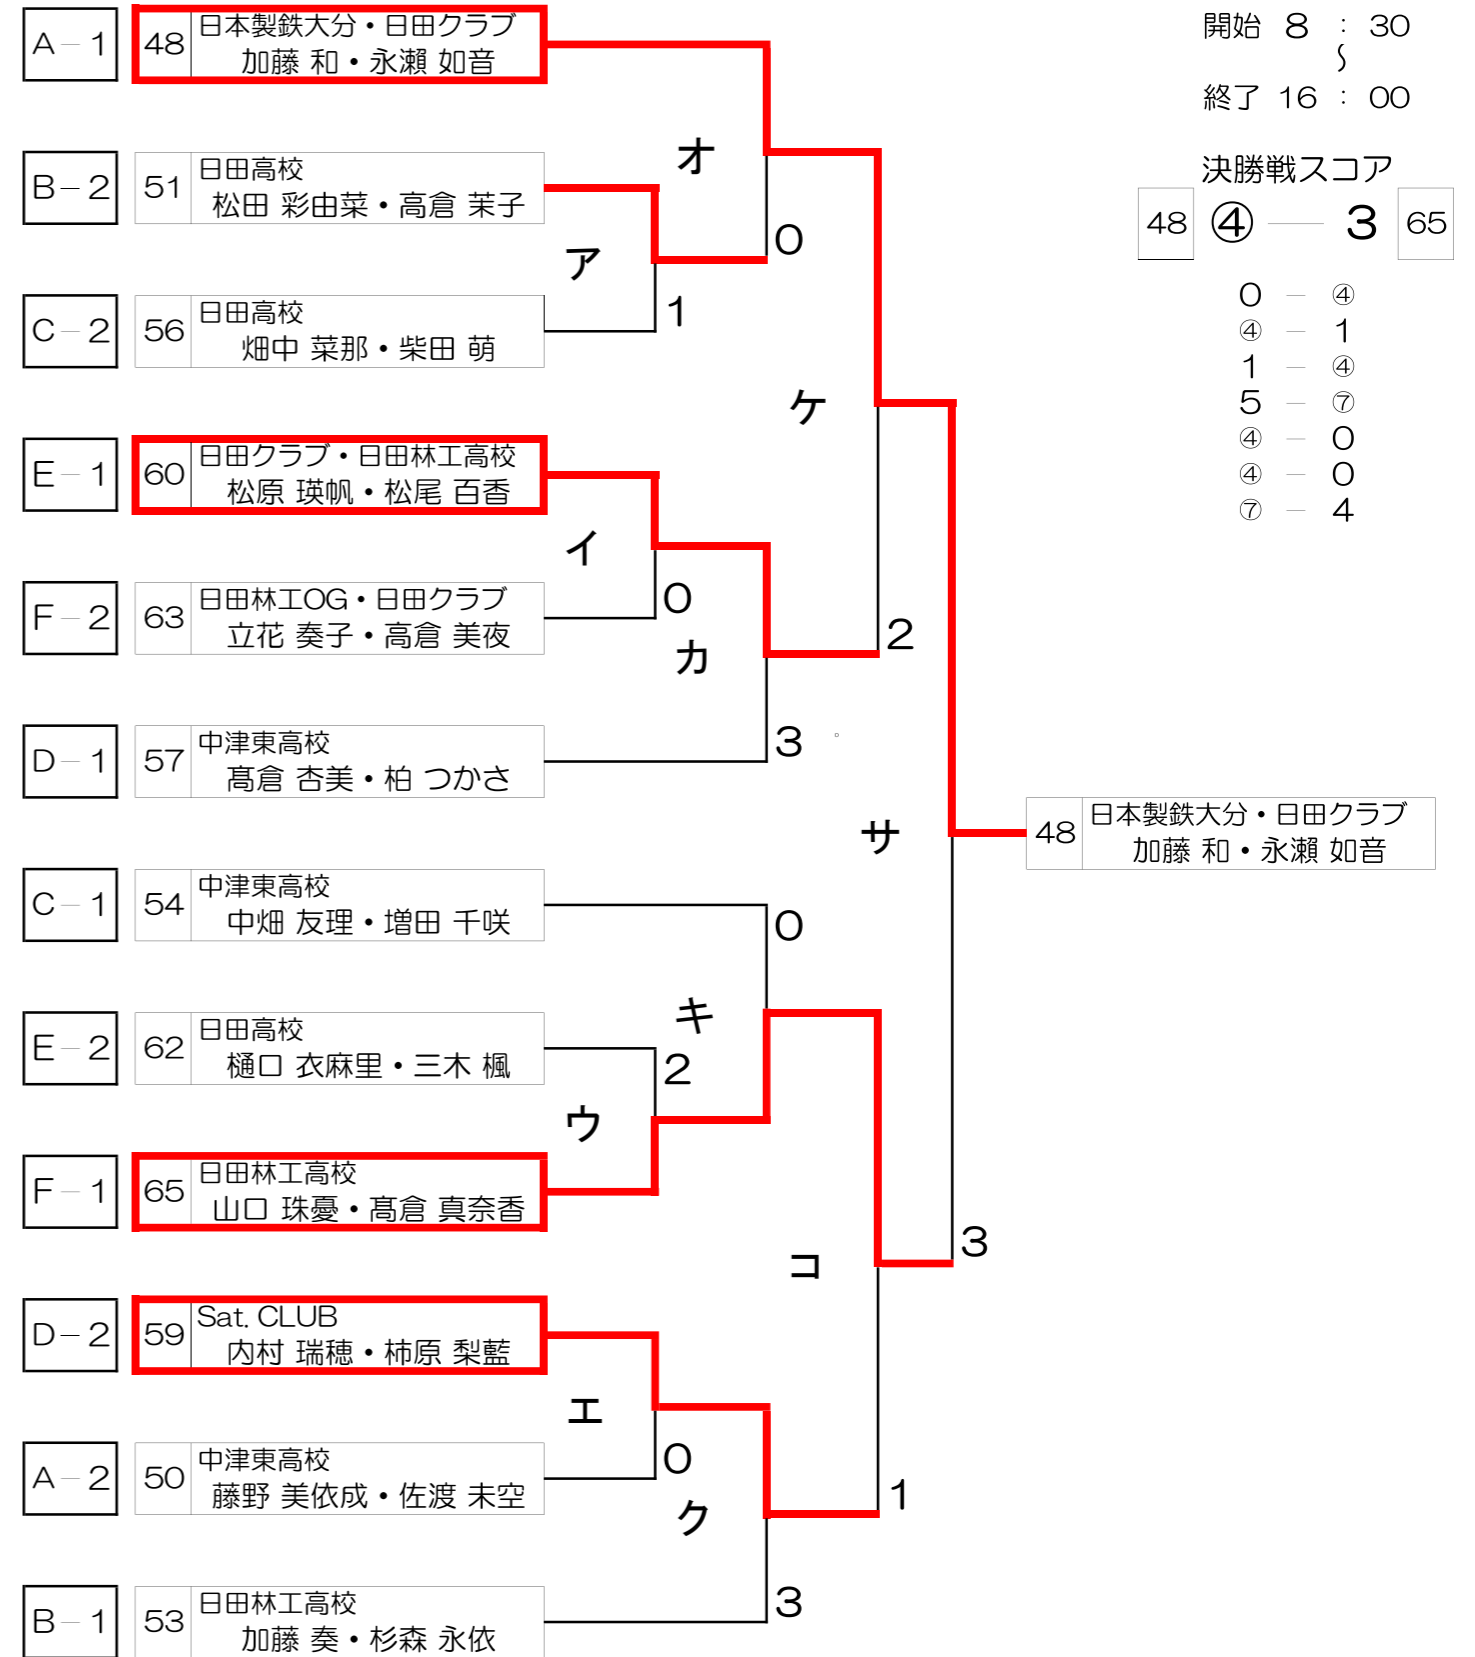 A－1 48 日本製鉄大分・日田クラブ
加藤 和・永瀬 如音
B－2 51 日田高校
松田 彩由菜・高倉 茉子
C－2 56 日田高校
畑中 菜那・柴田 萌
E－1 60 日田クラブ・日田林工高校
松原 瑛帆・松尾 百香
F－2 63 日田林工OG・日田クラブ
立花 奏子・高倉 美夜
D－1 57 中津東高校
髙倉 杏美・柏 つかさ
C－1 54 中津東高校
中畑 友理・増田 千咲
E－2 62 日田高校
樋口 衣麻里・三木 楓
F－1 65 日田林工高校
山口 珠憂・髙倉 真奈香
D－2 59 Sat. CLUB
内村 瑞穂・柿原 梨藍
A－2 50 中津東高校
藤野 美依成・佐渡 未空
B－1 53 日田林工高校
加藤 奏・杉森 永依
ア
1
イ
0
ウ
2
エ
0
オ
0
カ
3
キ
0
ク
3
ケ
2
コ
1
サ
3
48 日本製鉄大分・日田クラブ
加藤 和・永瀬 如音
開始 8 : 30
～
終了 16 : 00
決勝戦スコア
48 ④ － 3 65
0 － ④
④ － 1
1 － ④
5 － ⑦
④ － 0
④ － 0
⑦ － 4